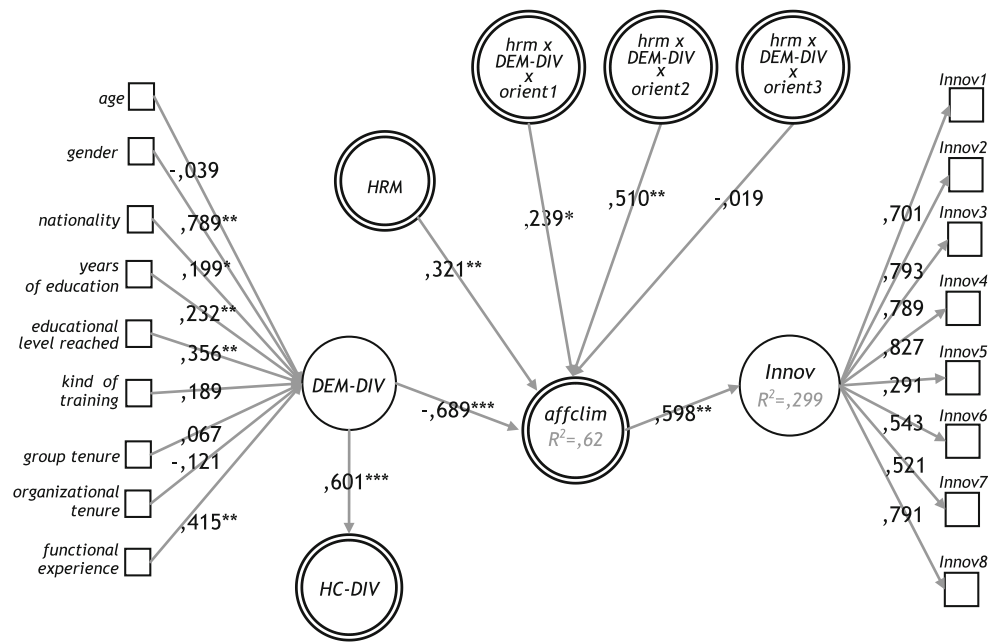 age
gender
nationality
years
of education
educational
level reached
kind of
training
group tenure
organizational
tenure
functional
experience
-,039
,789**
,199*
,232**
,356**
,189
,067
-,121
,415**
DEM-DIV
,601***
HC-DIV
-,689***
HRM
,321**
hrm x
DEM-DIV
x
orient1
hrm x
DEM-DIV
x
orient2
hrm x
DEM-DIV
x
orient3
,239*
,510**
-,019
affclim
R²=,62
,598**
Innov
R²=,299
,701
,793
,789
,827
,291
,543
,521
,791
Innov1
Innov2
Innov3
Innov4
Innov5
Innov6
Innov7
Innov8